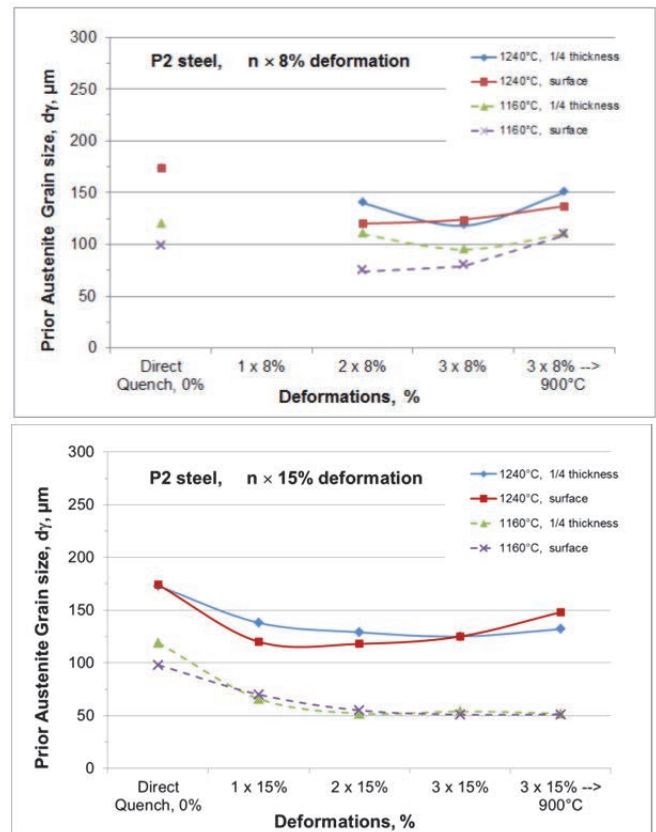 P2 steel, n × 8% deformation
Prior Austenite Grain size, dγ, µm
300
250
200
150
100
50
0
1240°C, 1/4 thickness
1240°C, surface
1160°C, 1/4 thickness
1160°C, surface
Direct Quench, 0%
1 x 8%
2 x 8%
3 x 8%
3 x 8% --> 900°C
Deformations, %
P2 steel, n × 15% deformation
Prior Austenite Grain size, dγ, µm
300
250
200
150
100
50
0
1240°C, 1/4 thickness
1240°C, surface
1160°C, 1/4 thickness
1160°C, surface
Direct Quench, 0%
1 x 15%
2 x 15%
3 x 15%
3 x 15% --> 900°C
Deformations, %